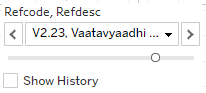 Refcode, Refdesc
V2.23, Vaatavyaadhi ...
Show History